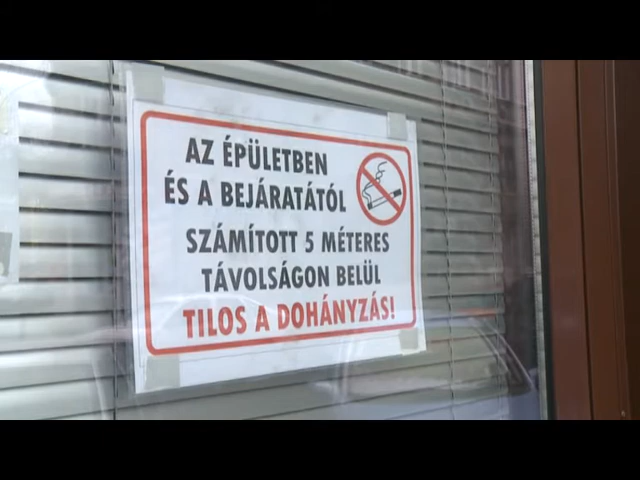 AZ ÉPÜLETBEN
ÉS A BEJÁRATÁTÓL
SZÁMÍTOTT 5 MÉTERES
TÁVOLSÁGON BELÜL
TILOS A DOHÁNYZÁS!